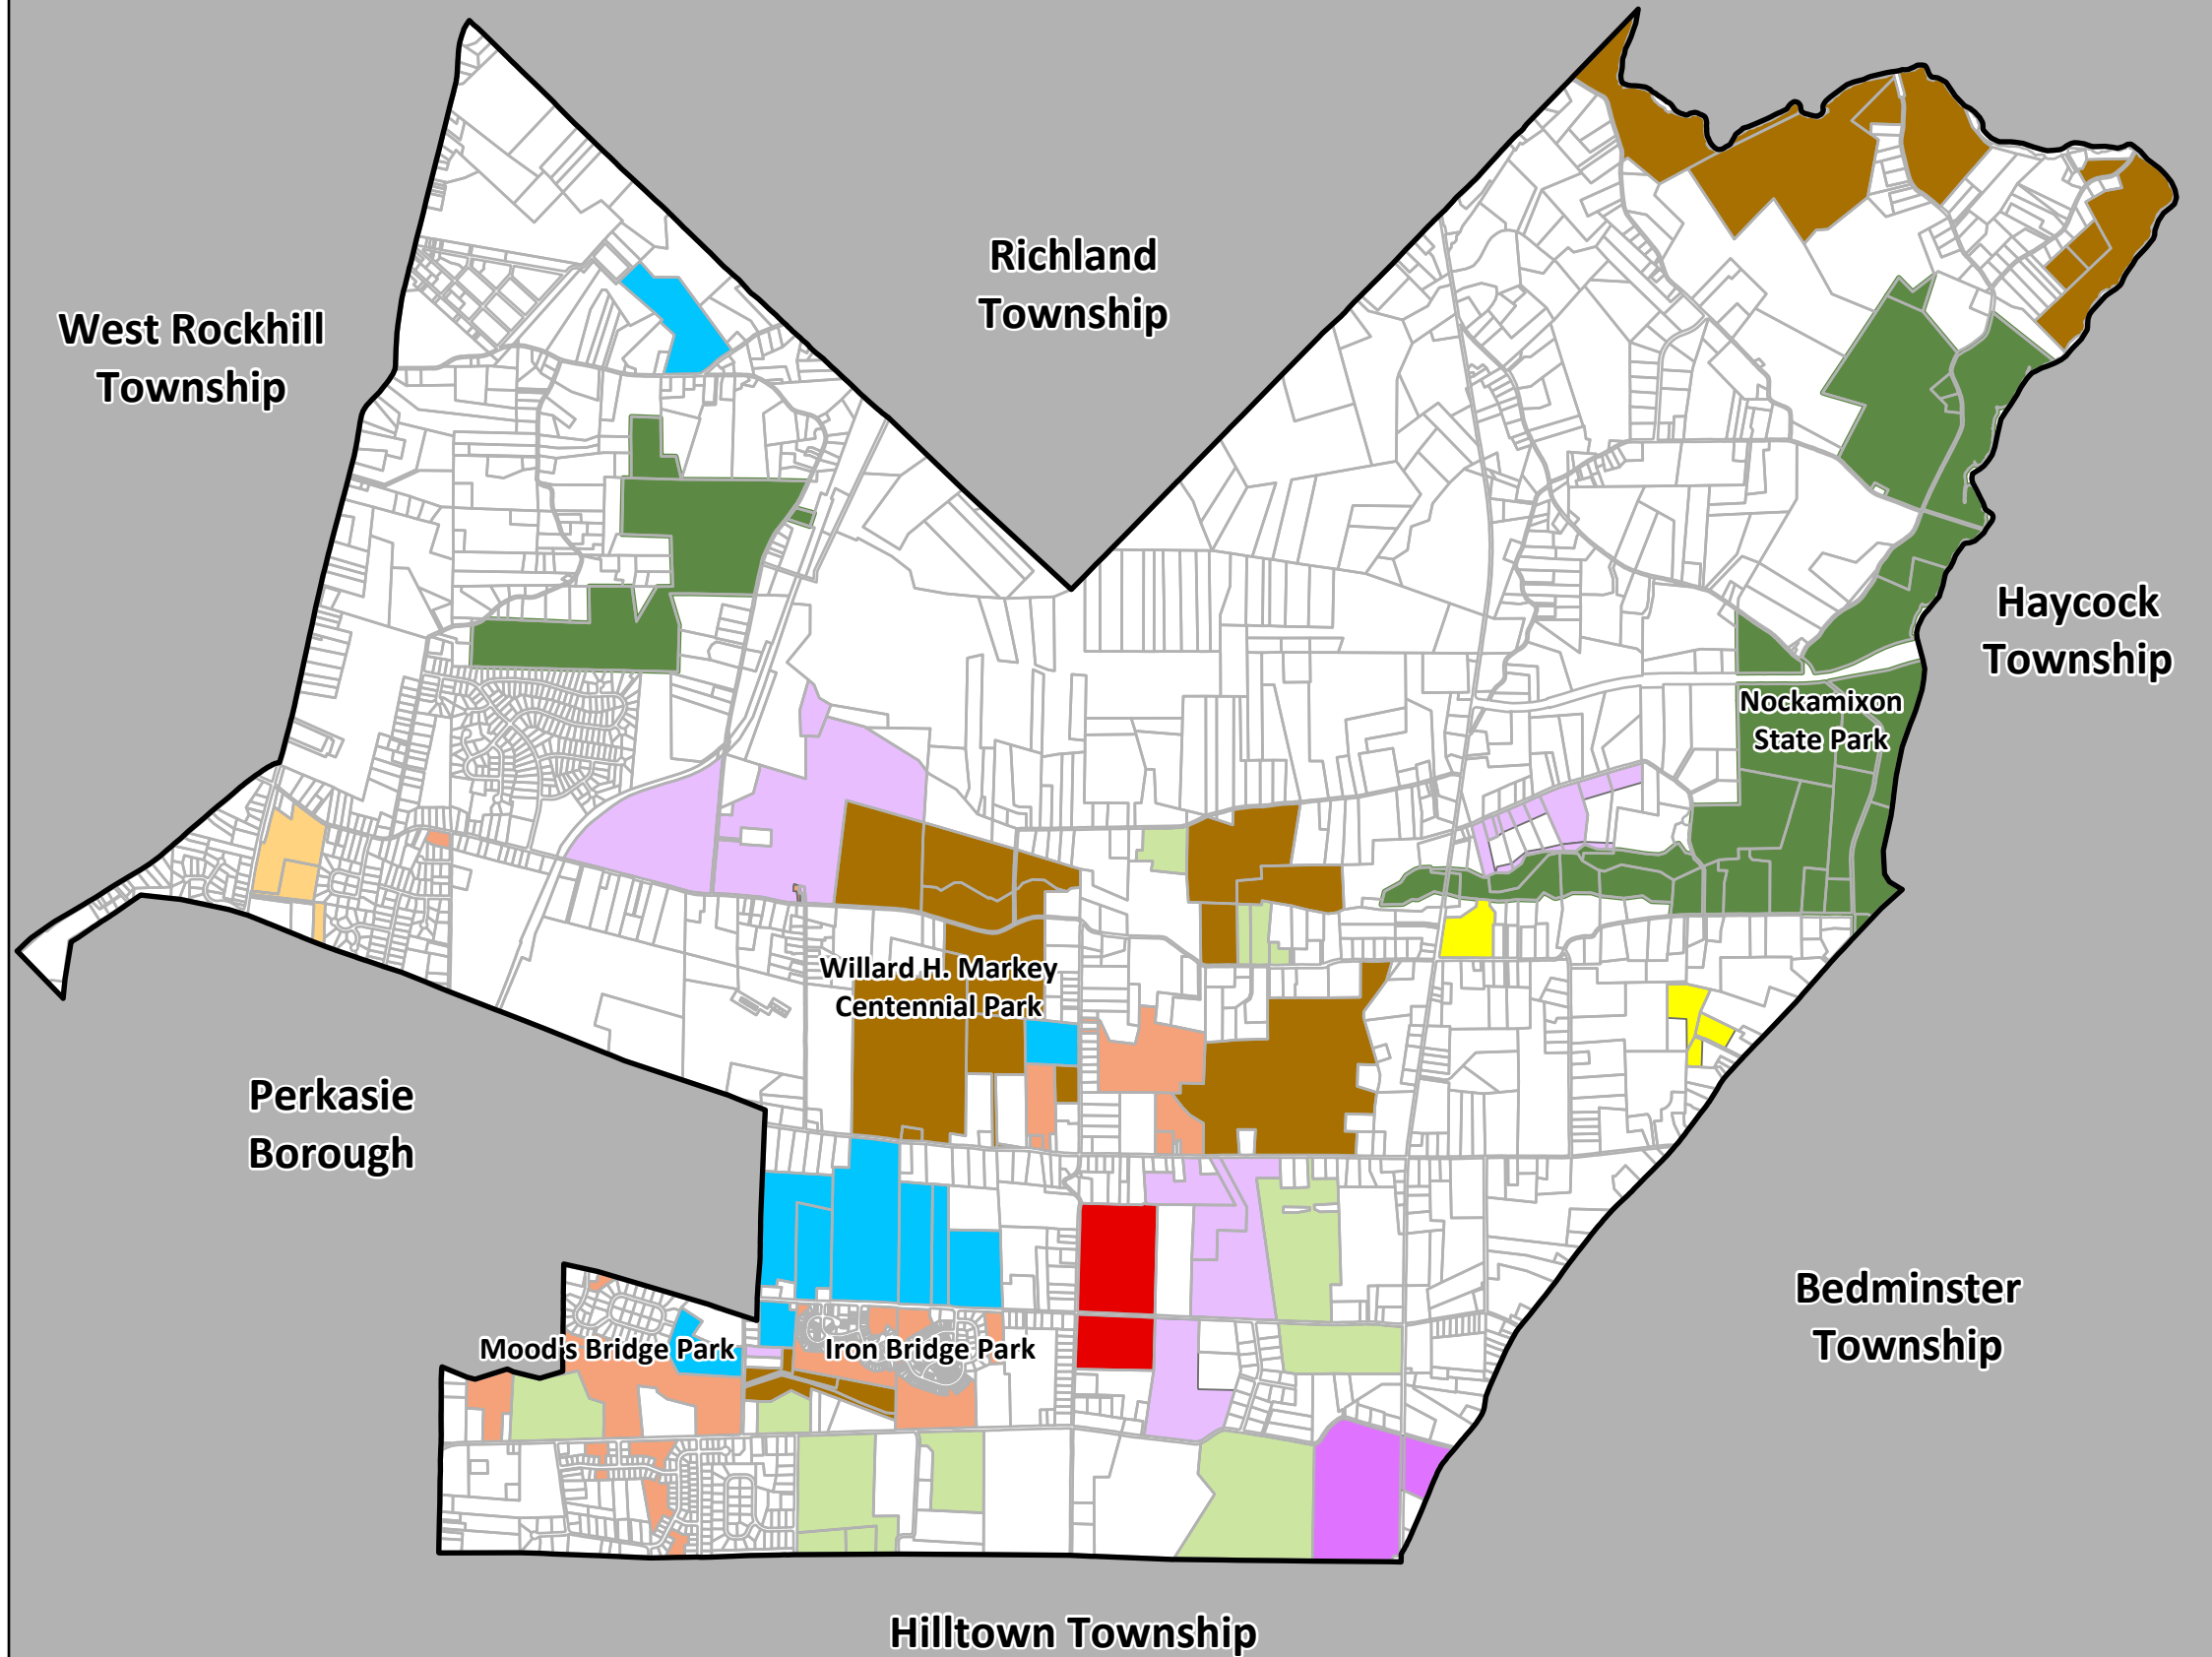 Richland
Township
West Rockhill
Township
Haycock
Township
Nockamixon
State Park
Willard H. Markey
Centennial Park
Perkasie
Borough
Bedminster
Township
Mood's Bridge Park
Iron Bridge Park
Hilltown Township